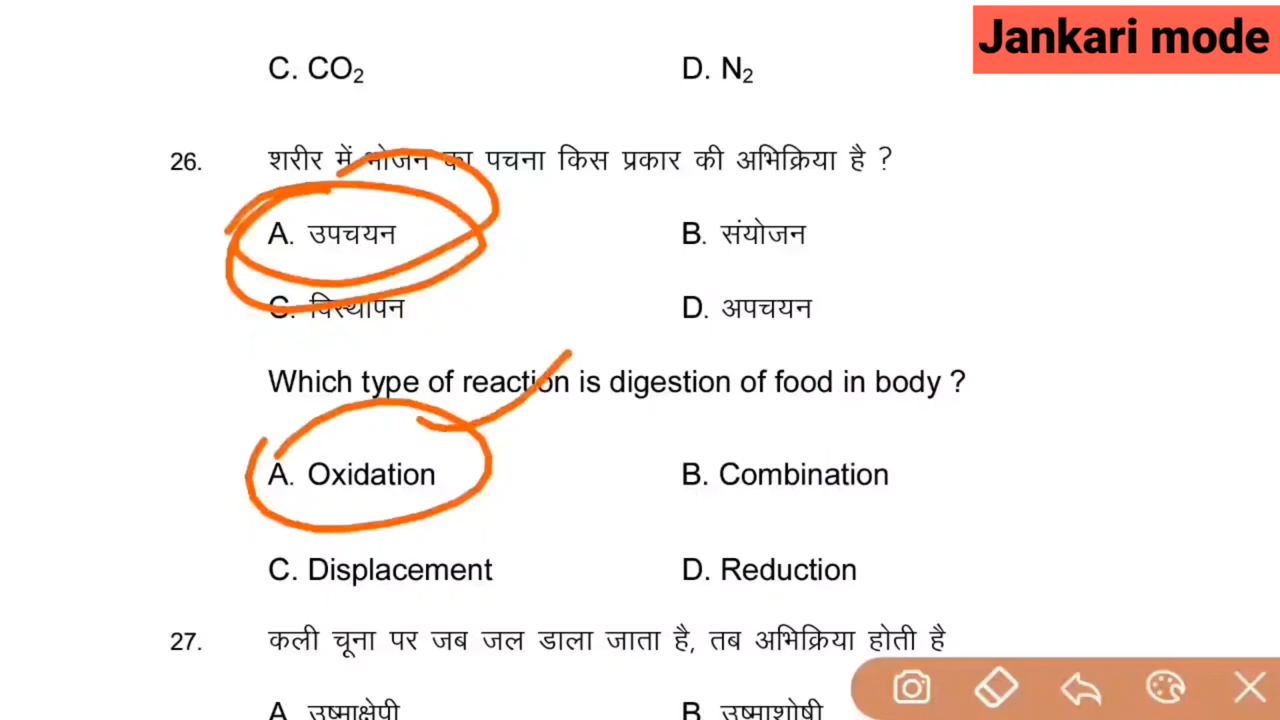 Jankari mode
C. CO₂ D. N₂
26. शरीर में भोजन का पचना किस प्रकार की अभिक्रिया है ?
A. उपचयन B. संयोजन
C. विस्थापन D. अपचयन
Which type of reaction is digestion of food in body ?
A. Oxidation B. Combination
C. Displacement D. Reduction
27. कली चूना पर जब जल डाला जाता है, तब अभिक्रिया होती है
A. उष्माक्षेपी B. उष्माशोषी